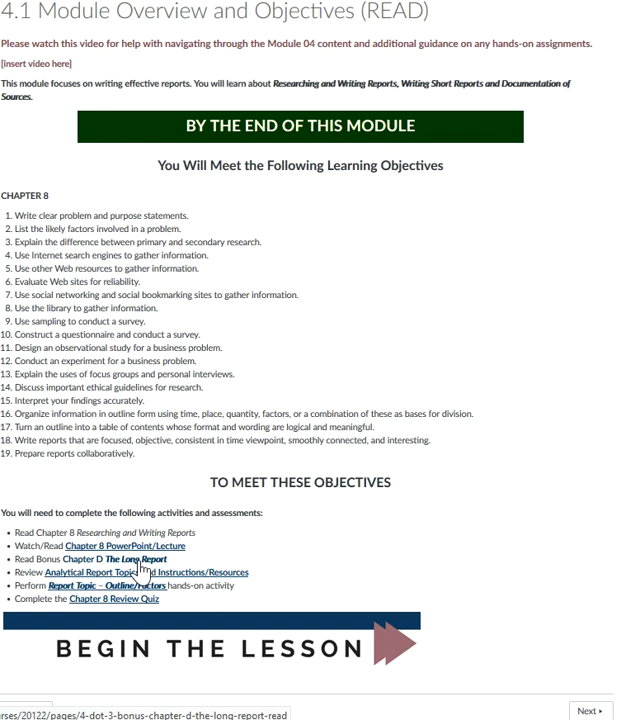 4.1 Module Overview and Objectives (READ)
Please watch this video for help with navigating through the Module 04 content and additional guidance on any hands-on assignments.
[insert video here]
This module focuses on writing effective reports. You will learn about Researching and Writing Reports, Writing Short Reports and Documentation of
Sources.
BY THE END OF THIS MODULE
You Will Meet the Following Learning Objectives
CHAPTER 8
1. Write clear problem and purpose statements.
2. List the likely factors involved in a problem.
3. Explain the difference between primary and secondary research.
4. Use Internet search engines to gather information.
5. Use other Web resources to gather information.
6. Evaluate Web sites for reliability.
7. Use social networking and social bookmarking sites to gather information.
8. Use the library to gather information.
9. Use sampling to conduct a survey.
10. Construct a questionnaire and conduct a survey.
11. Design an observational study for a business problem.
12. Conduct an experiment for a business problem.
13. Explain the uses of focus groups and personal interviews.
14. Discuss important ethical guidelines for research.
15. Interpret your findings accurately.
16. Organize information in outline form using time, place, quantity, factors, or a combination of these as bases for division.
17. Turn an outline into a table of contents whose format and wording are logical and meaningful.
18. Write reports that are focused, objective, consistent in time viewpoint, smoothly connected, and interesting.
19. Prepare reports collaboratively.
TO MEET THESE OBJECTIVES
You will need to complete the following activities and assessments:
• Read Chapter 8 Researching and Writing Reports
• Watch/Read Chapter 8 PowerPoint/Lecture
• Read Bonus Chapter D The Long Report
• Review Analytical Report Instructions/Resources
• Perform Report Topic – Outline/Factors hands-on activity
• Complete the Chapter 8 Review Quiz
BEGIN THE LESSON
Next ▸
rses/20122/pages/4-dot-3-bonus-chapter-d-the-long-report-read